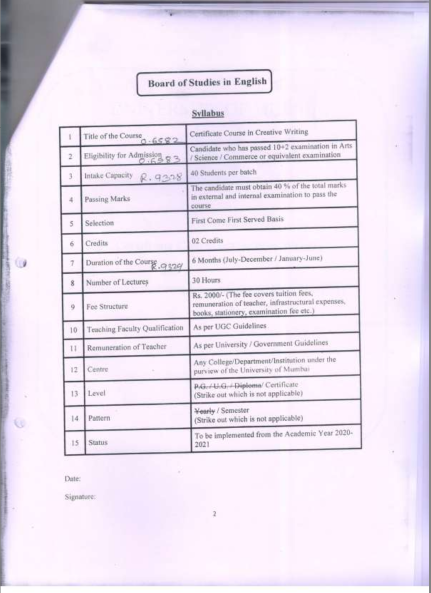 Board of Studies in English
Syllabus
1 Title of the Course O.6582 Certificate Course in Creative Writing
2 Eligibility for Admission O.6583 Candidate who has passed 10+2 examination in Arts
/ Science / Commerce or equivalent examination
3 Intake Capacity R.9328 40 Students per batch
4 Passing Marks The candidate must obtain 40 % of the total marks
in external and internal examination to pass the
course
5 Selection First Come First Served Basis
6 Credits 02 Credits
7 Duration of the Course R.9329 6 Months (July-December / January-June)
8 Number of Lectures 30 Hours
9 Fee Structure Rs. 2000/- (The fee covers tuition fees,
remuneration of teacher, infrastructural expenses,
books, stationery, examination fee etc.)
10 Teaching Faculty Qualification As per UGC Guidelines
11 Remuneration of Teacher As per University / Government Guidelines
12 Centre Any College/Department/Institution under the
purview of the University of Mumbai
13 Level P.G. / U.G. / Diploma/ Certificate
(Strike out which is not applicable)
14 Pattern Yearly / Semester
(Strike out which is not applicable)
15 Status To be implemented from the Academic Year 2020-
2021
Date:
Signature:
2